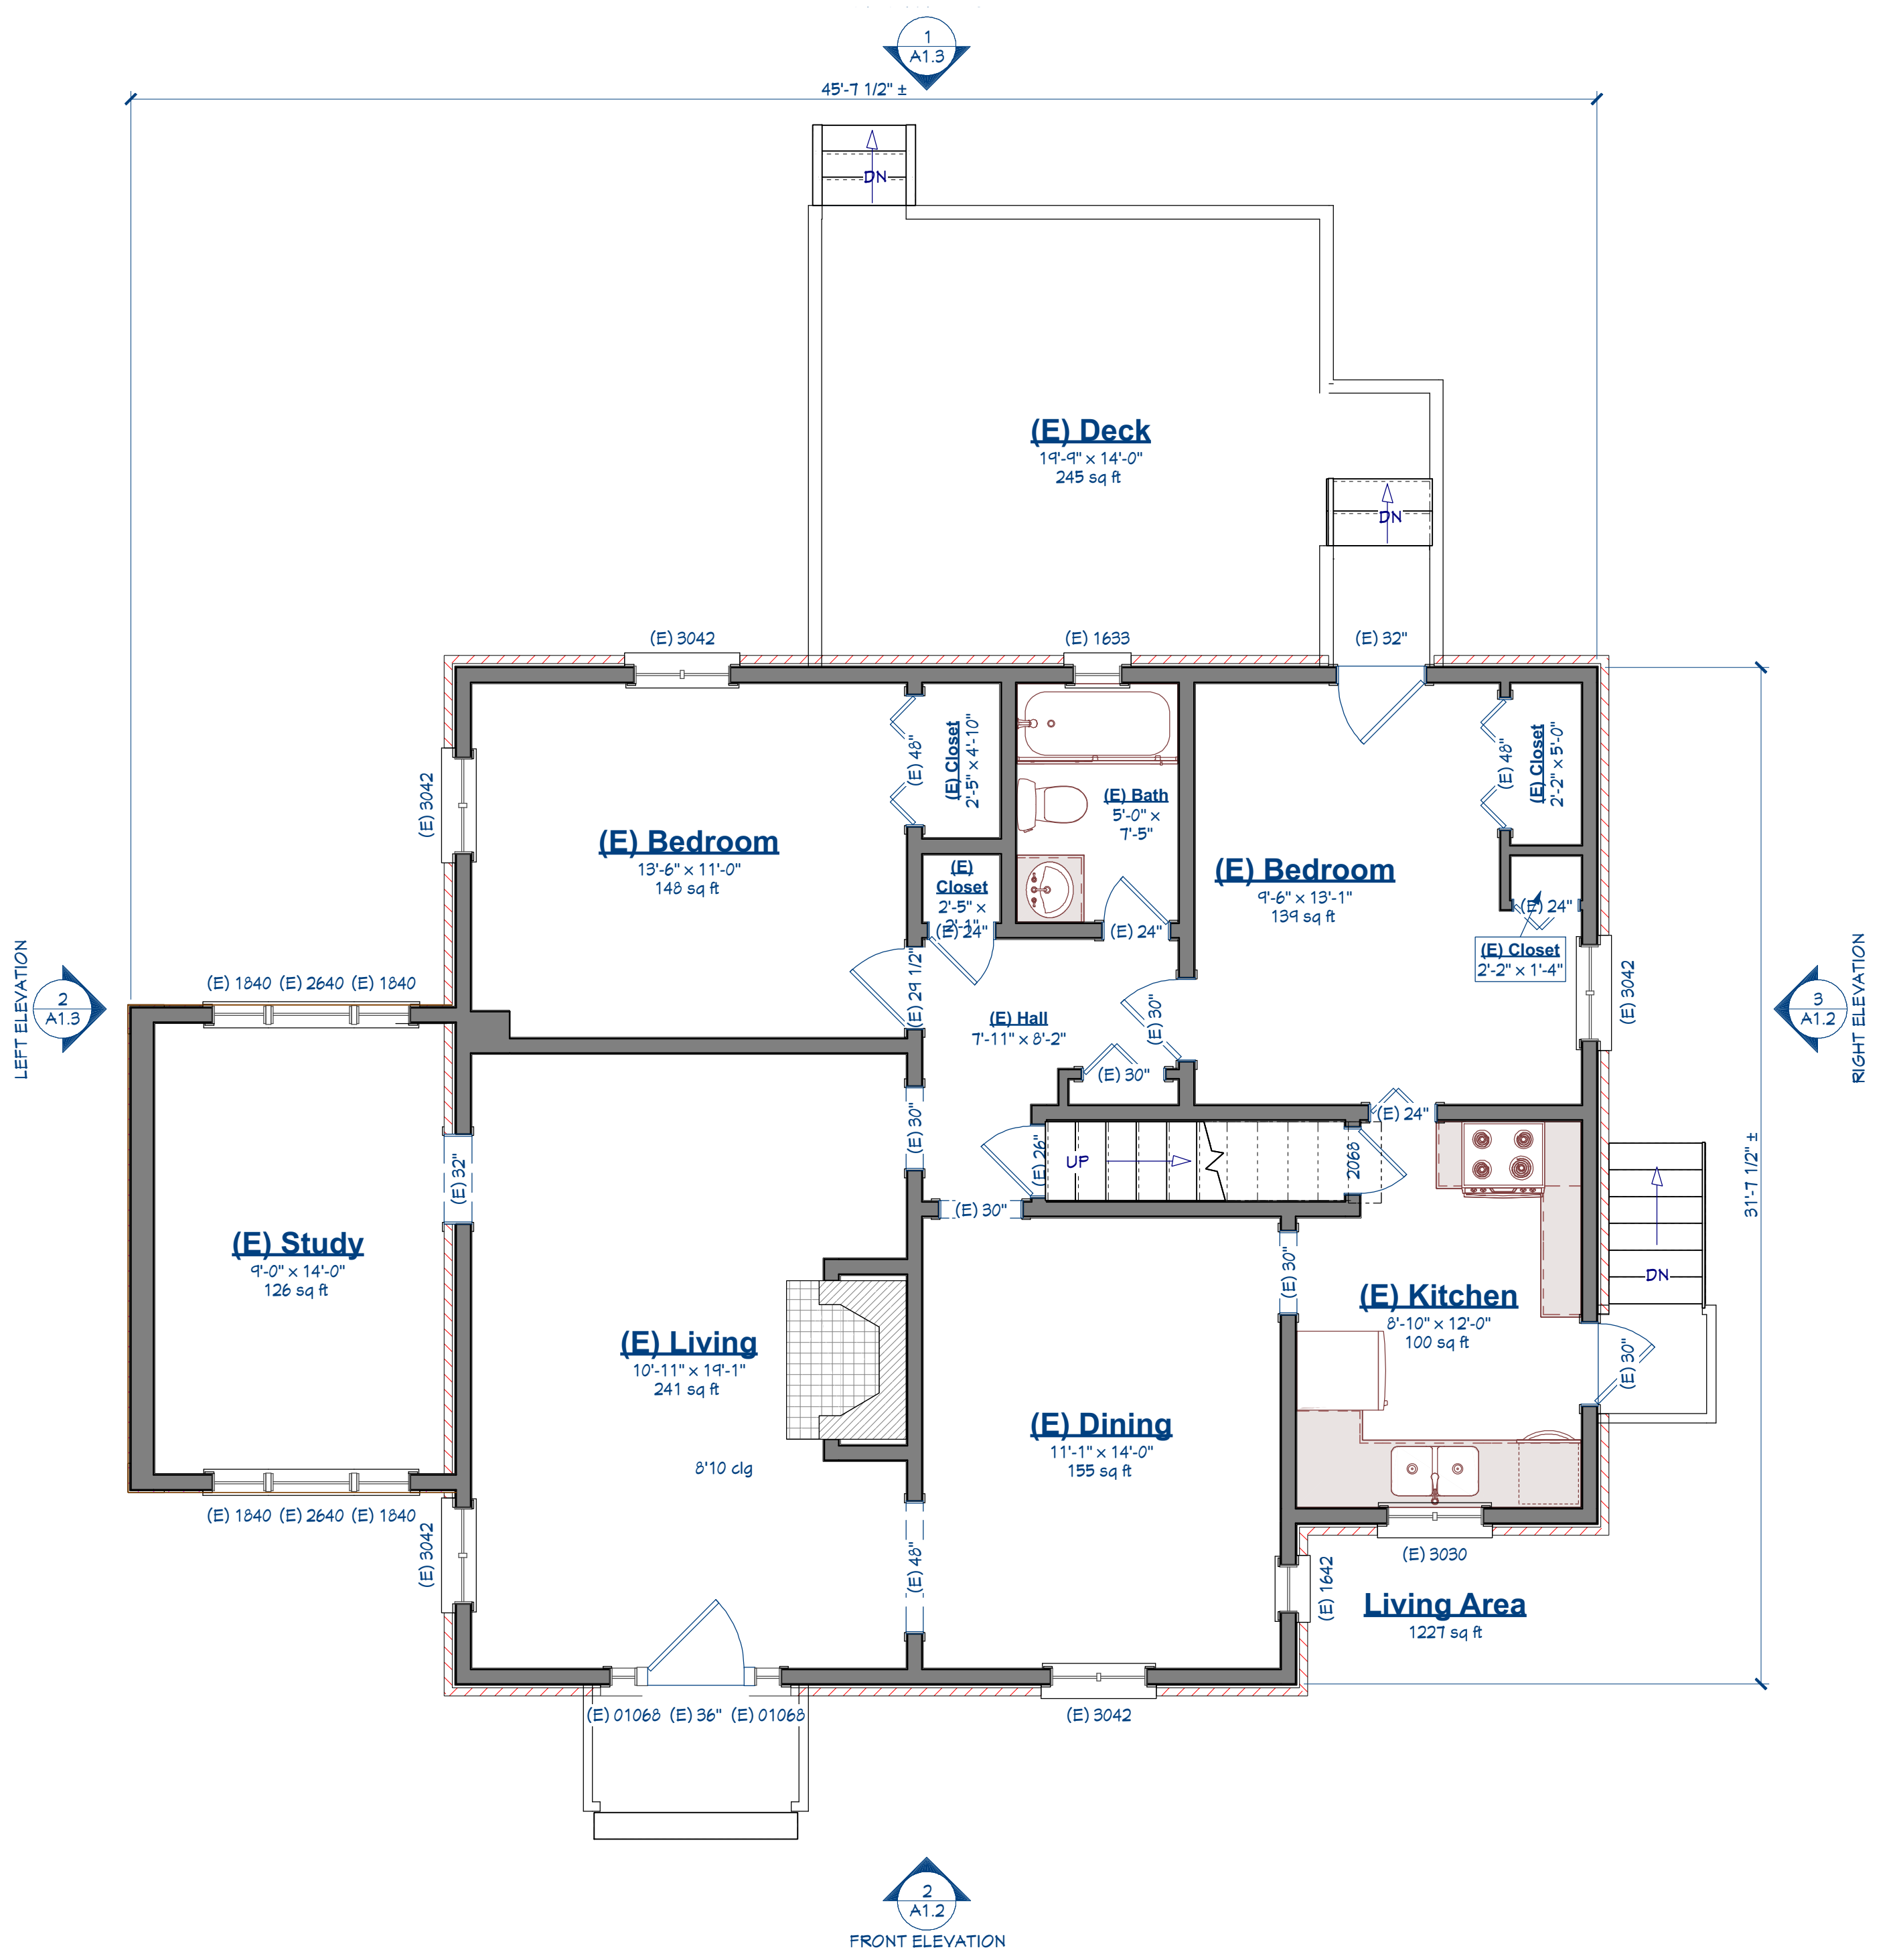 1
A1.3
45'-7 1/2" ±
DN
(E) Deck
19'-9" x 14'-0"
245 sq ft
DN
(E) 3042
(E) 1633
(E) 32"
(E) 3042
(E) 48"
(E) Closet
2'-5" x 4'-10"
(E) Bath
5'-0" x
7'-5"
(E) 48"
(E) Closet
2'-2" x 5'-0"
(E) Bedroom
13'-6" x 11'-0"
148 sq ft
(E)
Closet
2'-5" x
2'-1"
(E) 24"
(E) 24"
(E) Bedroom
9'-6" x 13'-1"
139 sq ft
(E) 24"
(E) Closet
2'-2" x 1'-4"
(E) 3042
LEFT ELEVATION
2
A1.3
(E) 1840 (E) 2640 (E) 1840
(E) 29 1/2"
(E) Hall
7'-11" x 8'-2"
(E) 30"
3
A1.2
RIGHT ELEVATION
(E) 30"
(E) 24"
(E) 30"
(E) 32"
(E) 26"
UP
2068
31'-7 1/2" ±
(E) 30"
(E) Study
9'-0" x 14'-0"
126 sq ft
(E) 30"
DN
(E) Kitchen
8'-10" x 12'-0"
100 sq ft
(E) Living
10'-11" x 19'-1"
241 sq ft
(E) 30"
(E) Dining
11'-1" x 14'-0"
155 sq ft
8'10 clg
(E) 1840 (E) 2640 (E) 1840
(E) 3042
(E) 48"
(E) 3030
(E) 1642
Living Area
1227 sq ft
(E) 01068 (E) 36" (E) 01068
(E) 3042
2
A1.2
FRONT ELEVATION